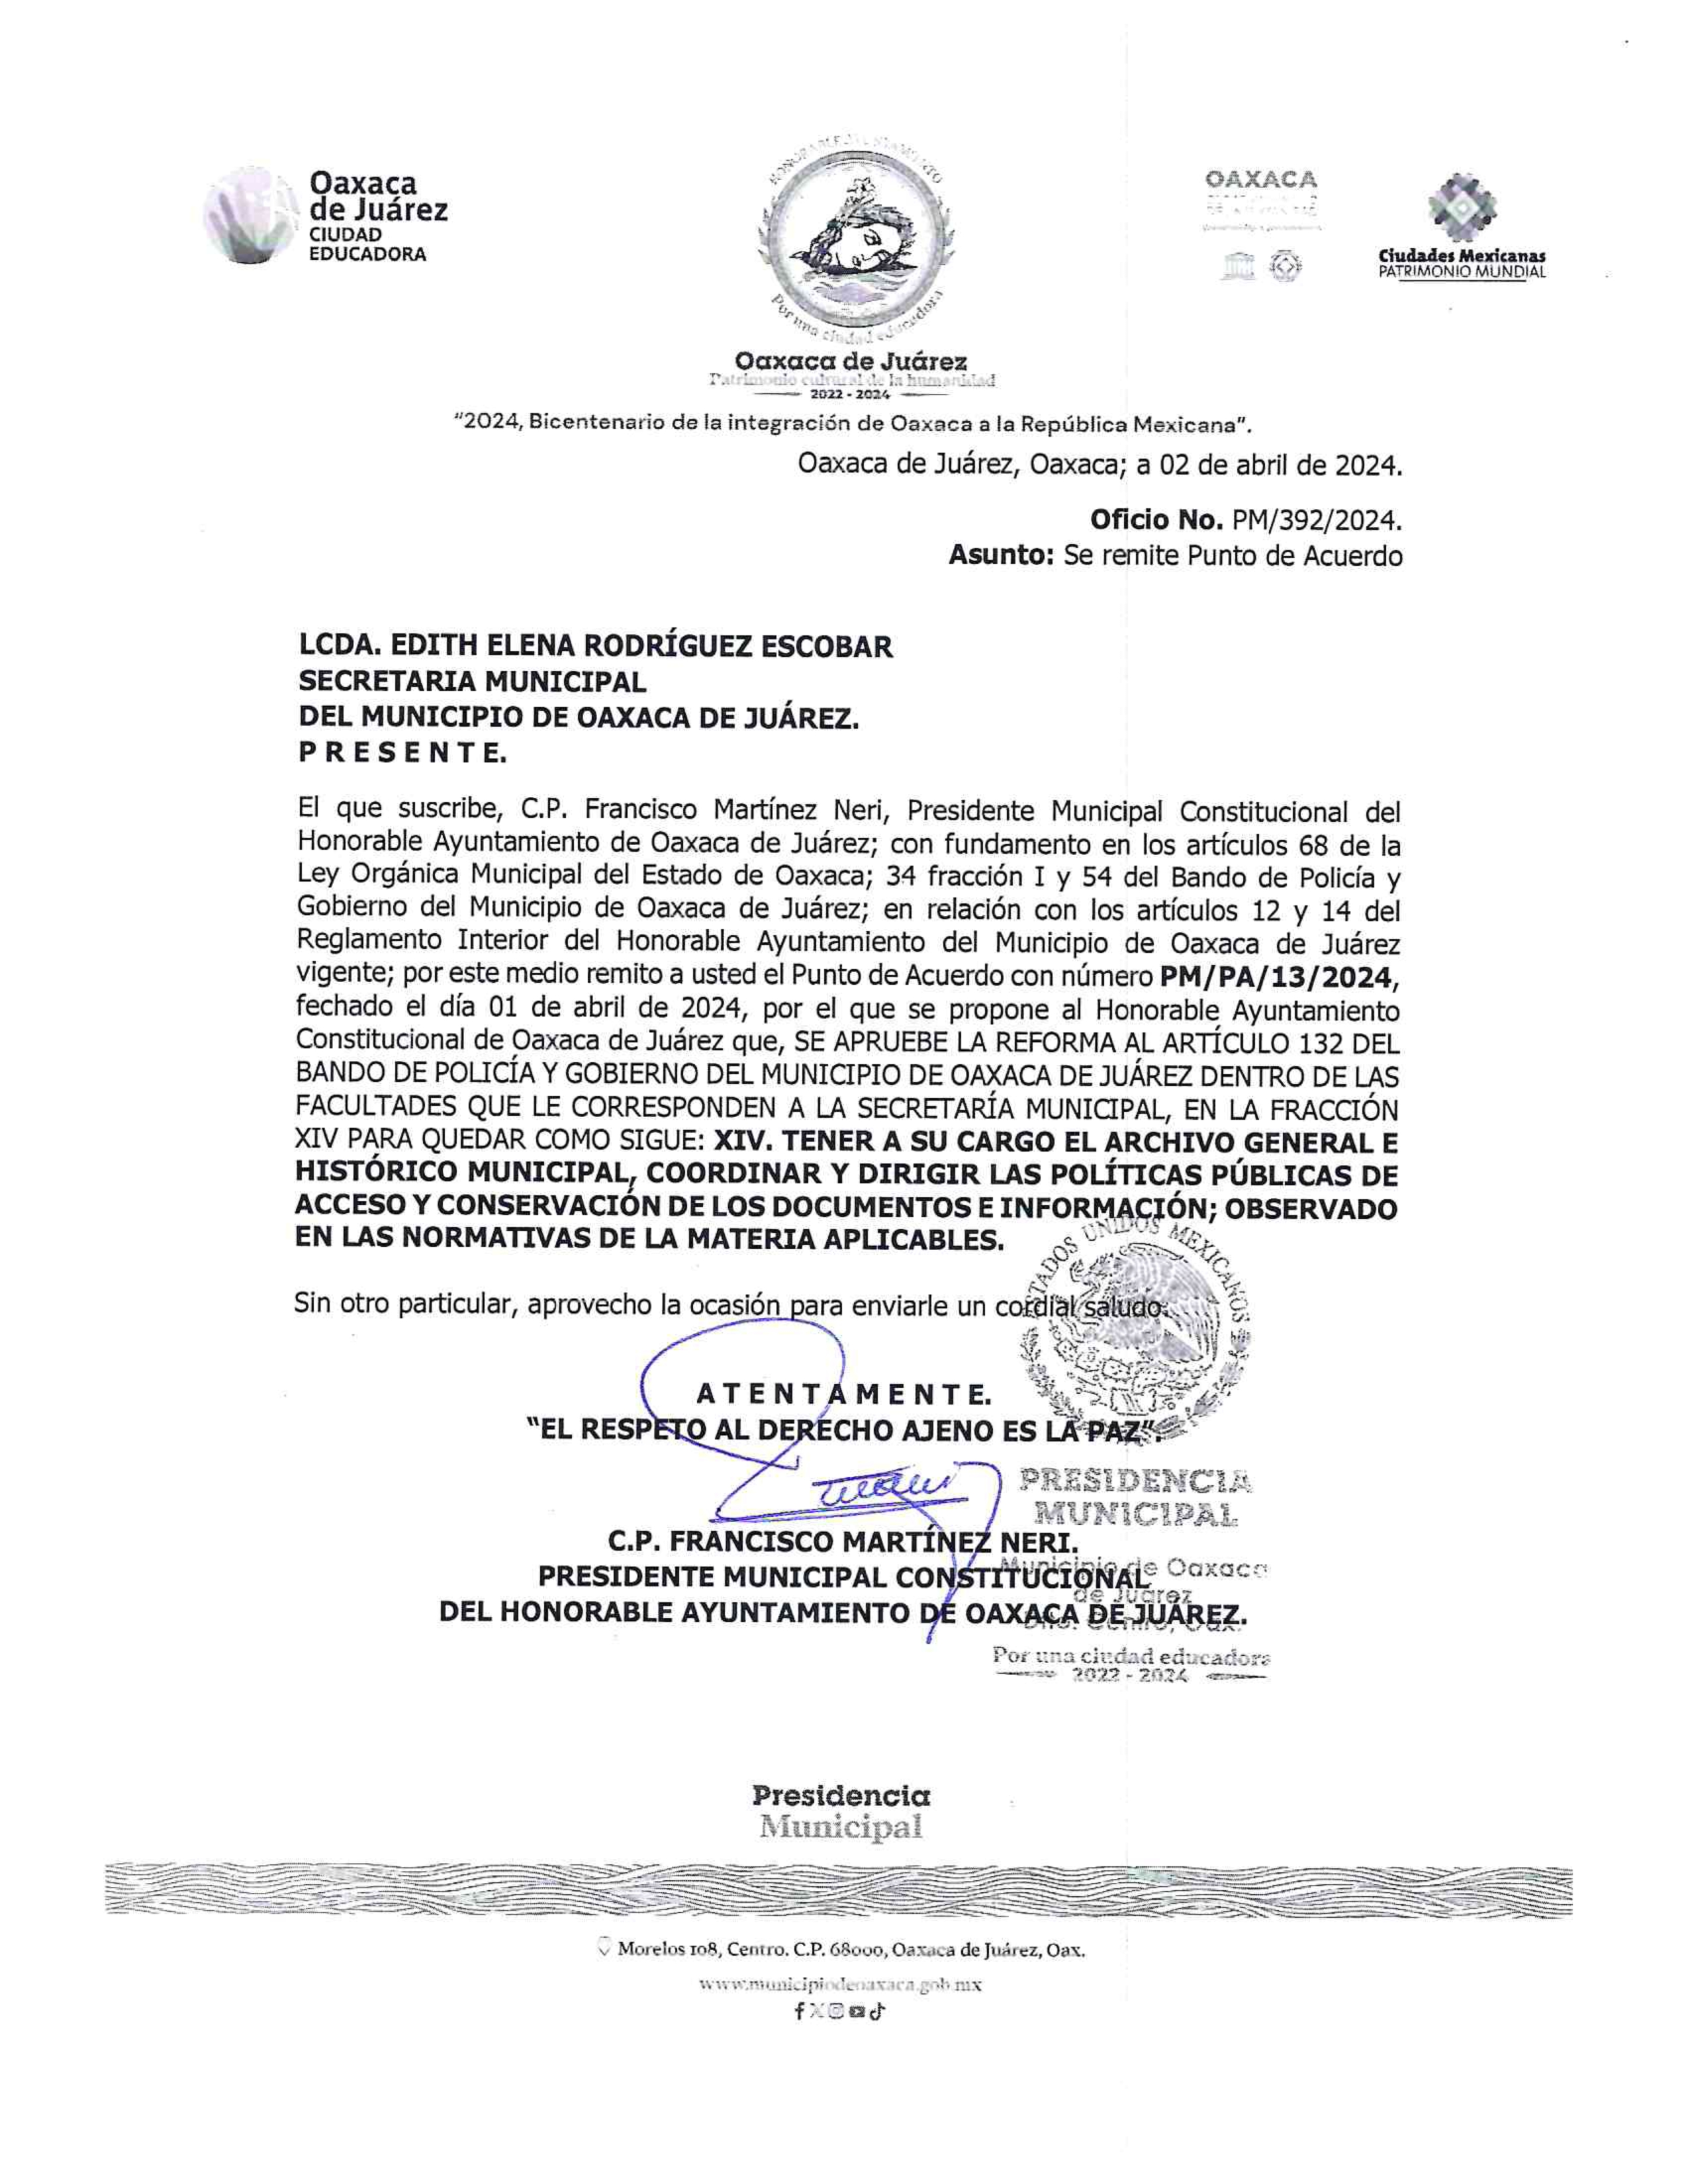 Oaxaca
de Juárez
CIUDAD
EDUCADORA
HONORABLE AYUNTAMIENTO
Por una ciudad educadora
Oaxaca de Juárez
Patrimonio cultural de la humanidad
2022 - 2024
OAXACA
Ciudades Mexicanas
PATRIMONIO MUNDIAL
“2024, Bicentenario de la integración de Oaxaca a la República Mexicana”.
Oaxaca de Juárez, Oaxaca; a 02 de abril de 2024.
Oficio No. PM/392/2024.
Asunto: Se remite Punto de Acuerdo
LCDA. EDITH ELENA RODRÍGUEZ ESCOBAR
SECRETARIA MUNICIPAL
DEL MUNICIPIO DE OAXACA DE JUÁREZ.
P R E S E N T E.
El que suscribe, C.P. Francisco Martínez Neri, Presidente Municipal Constitucional del
Honorable Ayuntamiento de Oaxaca de Juárez; con fundamento en los artículos 68 de la
Ley Orgánica Municipal del Estado de Oaxaca; 34 fracción I y 54 del Bando de Policía y
Gobierno del Municipio de Oaxaca de Juárez; en relación con los artículos 12 y 14 del
Reglamento Interior del Honorable Ayuntamiento del Municipio de Oaxaca de Juárez
vigente; por este medio remito a usted el Punto de Acuerdo con número PM/PA/13/2024,
fechado el día 01 de abril de 2024, por el que se propone al Honorable Ayuntamiento
Constitucional de Oaxaca de Juárez que, SE APRUEBE LA REFORMA AL ARTÍCULO 132 DEL
BANDO DE POLICÍA Y GOBIERNO DEL MUNICIPIO DE OAXACA DE JUÁREZ DENTRO DE LAS
FACULTADES QUE LE CORRESPONDEN A LA SECRETARÍA MUNICIPAL, EN LA FRACCIÓN
XIV PARA QUEDAR COMO SIGUE: XIV. TENER A SU CARGO EL ARCHIVO GENERAL E
HISTÓRICO MUNICIPAL, COORDINAR Y DIRIGIR LAS POLÍTICAS PÚBLICAS DE
ACCESO Y CONSERVACIÓN DE LOS DOCUMENTOS E INFORMACIÓN; OBSERVADO
EN LAS NORMATIVAS DE LA MATERIA APLICABLES.
ESTADOS UNIDOS MEXICANOS
Sin otro particular, aprovecho la ocasión para enviarle un cordial saludo.
A T E N T A M E N T E.
“EL RESPETO AL DERECHO AJENO ES LA PAZ”.
PRESIDENCIA
MUNICIPAL
C.P. FRANCISCO MARTÍNEZ NERI.
Municipio de Oaxaca
PRESIDENTE MUNICIPAL CONSTITUCIONAL
de Juárez
DEL HONORABLE AYUNTAMIENTO DE OAXACA DE JUÁREZ.
Dtto. Centro, Oax.
Por una ciudad educadora
2022 - 2024
Presidencia
Municipal
Morelos 108, Centro. C.P. 68000, Oaxaca de Juárez, Oax.
www.municipiodeoaxaca.gob.mx